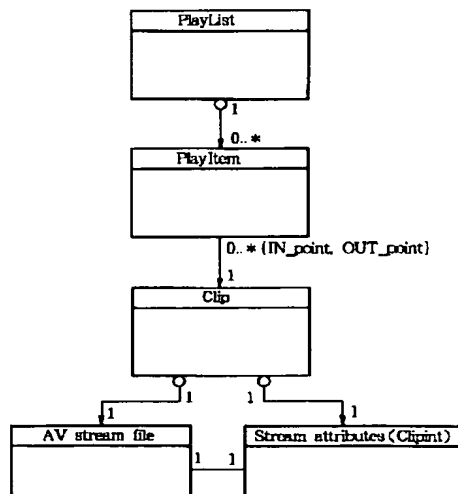 PlayList
1
0..*
PlayItem
0..* {IN_point, OUT_point}
1
Clip
1 1
1 1
AV stream file
Stream attributes(Clipint)
1 1